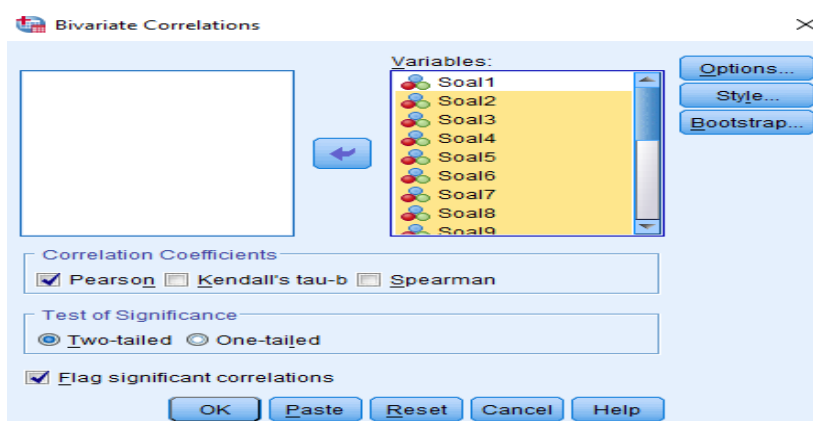 Bivariate Correlations
Variables:
Soal1
Soal2
Soal3
Soal4
Soal5
Soal6
Soal7
Soal8
Soal9
Options...
Style...
Bootstrap...
Correlation Coefficients
Pearson Kendall's tau-b Spearman
Test of Significance
Two-tailed One-tailed
Flag significant correlations
OK Paste Reset Cancel Help